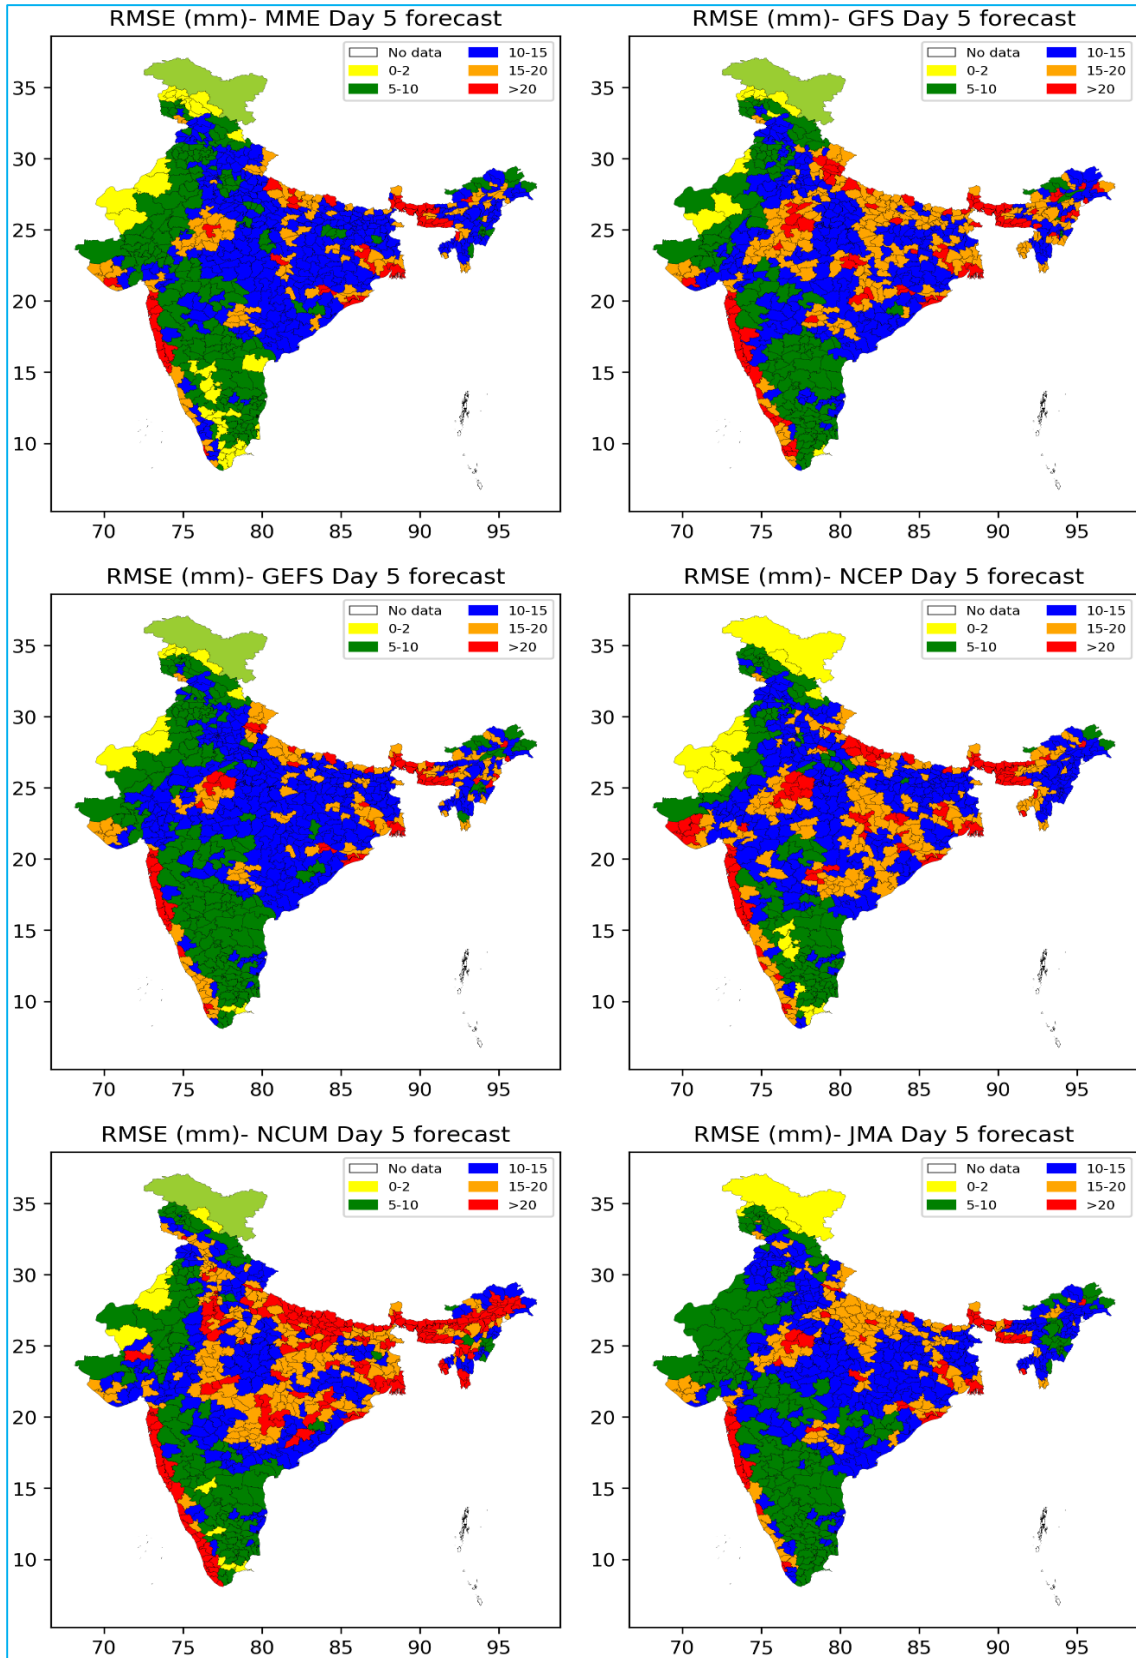 RMSE (mm)- MME Day 5 forecast
No data 10-15
0-2 15-20
5-10 >20
35
30
25
20
15
10
70 75 80 85 90 95
RMSE (mm)- GFS Day 5 forecast
No data 10-15
0-2 15-20
5-10 >20
35
30
25
20
15
10
70 75 80 85 90 95
RMSE (mm)- GEFS Day 5 forecast
No data 10-15
0-2 15-20
5-10 >20
35
30
25
20
15
10
70 75 80 85 90 95
RMSE (mm)- NCEP Day 5 forecast
No data 10-15
0-2 15-20
5-10 >20
35
30
25
20
15
10
70 75 80 85 90 95
RMSE (mm)- NCUM Day 5 forecast
No data 10-15
0-2 15-20
5-10 >20
35
30
25
20
15
10
70 75 80 85 90 95
RMSE (mm)- JMA Day 5 forecast
No data 10-15
0-2 15-20
5-10 >20
35
30
25
20
15
10
70 75 80 85 90 95